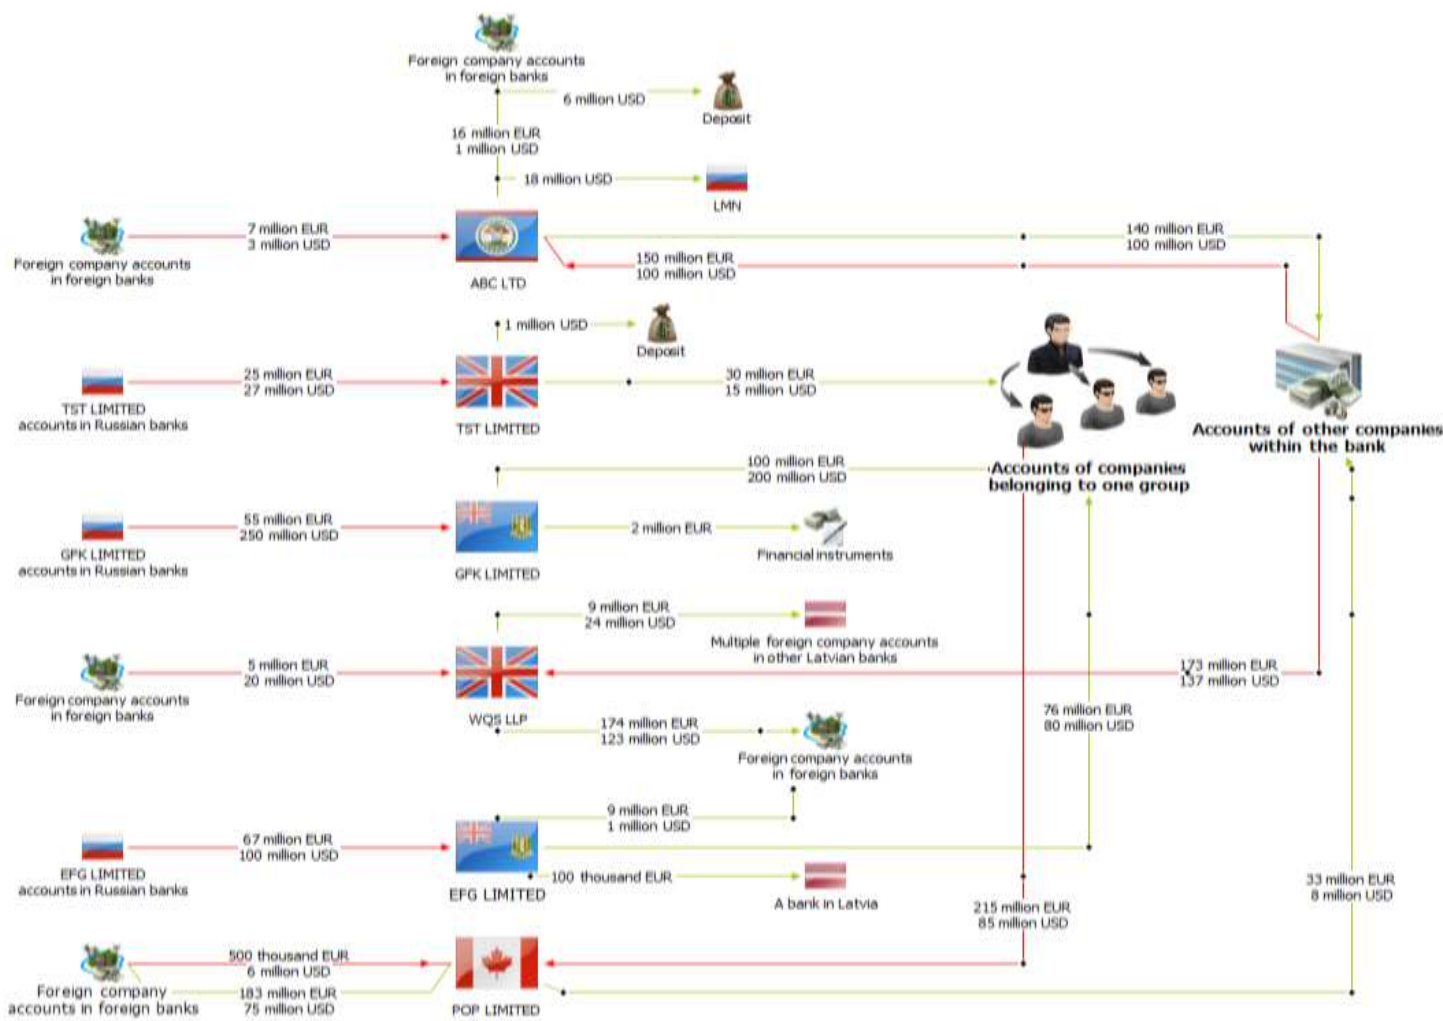 Foreign company accounts
in foreign banks
6 million USD
Deposit
16 million EUR
1 million USD
18 million USD
LMN
7 million EUR
3 million USD
Foreign company accounts
in foreign banks
ABC LTD
140 million EUR
100 million USD
150 million EUR
100 million USD
1 million USD
Deposit
25 million EUR
27 million USD
TST LIMITED
accounts in Russian banks
TST LIMITED
30 million EUR
15 million USD
Accounts of other companies
within the bank
100 million EUR
200 million USD
Accounts of companies
belonging to one group
55 million EUR
250 million USD
GFK LIMITED
accounts in Russian banks
GFK LIMITED
2 million EUR
Financial instruments
9 million EUR
24 million USD
Multiple foreign company accounts
in other Latvian banks
5 million EUR
20 million USD
Foreign company accounts
in foreign banks
WQS LLP
173 million EUR
137 million USD
174 million EUR
123 million USD
Foreign company accounts
in foreign banks
76 million EUR
80 million USD
9 million EUR
1 million USD
67 million EUR
100 million USD
EFG LIMITED
accounts in Russian banks
EFG LIMITED
100 thousand EUR
A bank in Latvia
215 million EUR
85 million USD
33 million EUR
8 million USD
500 thousand EUR
6 million USD
183 million EUR
75 million USD
Foreign company
accounts in foreign banks
POP LIMITED